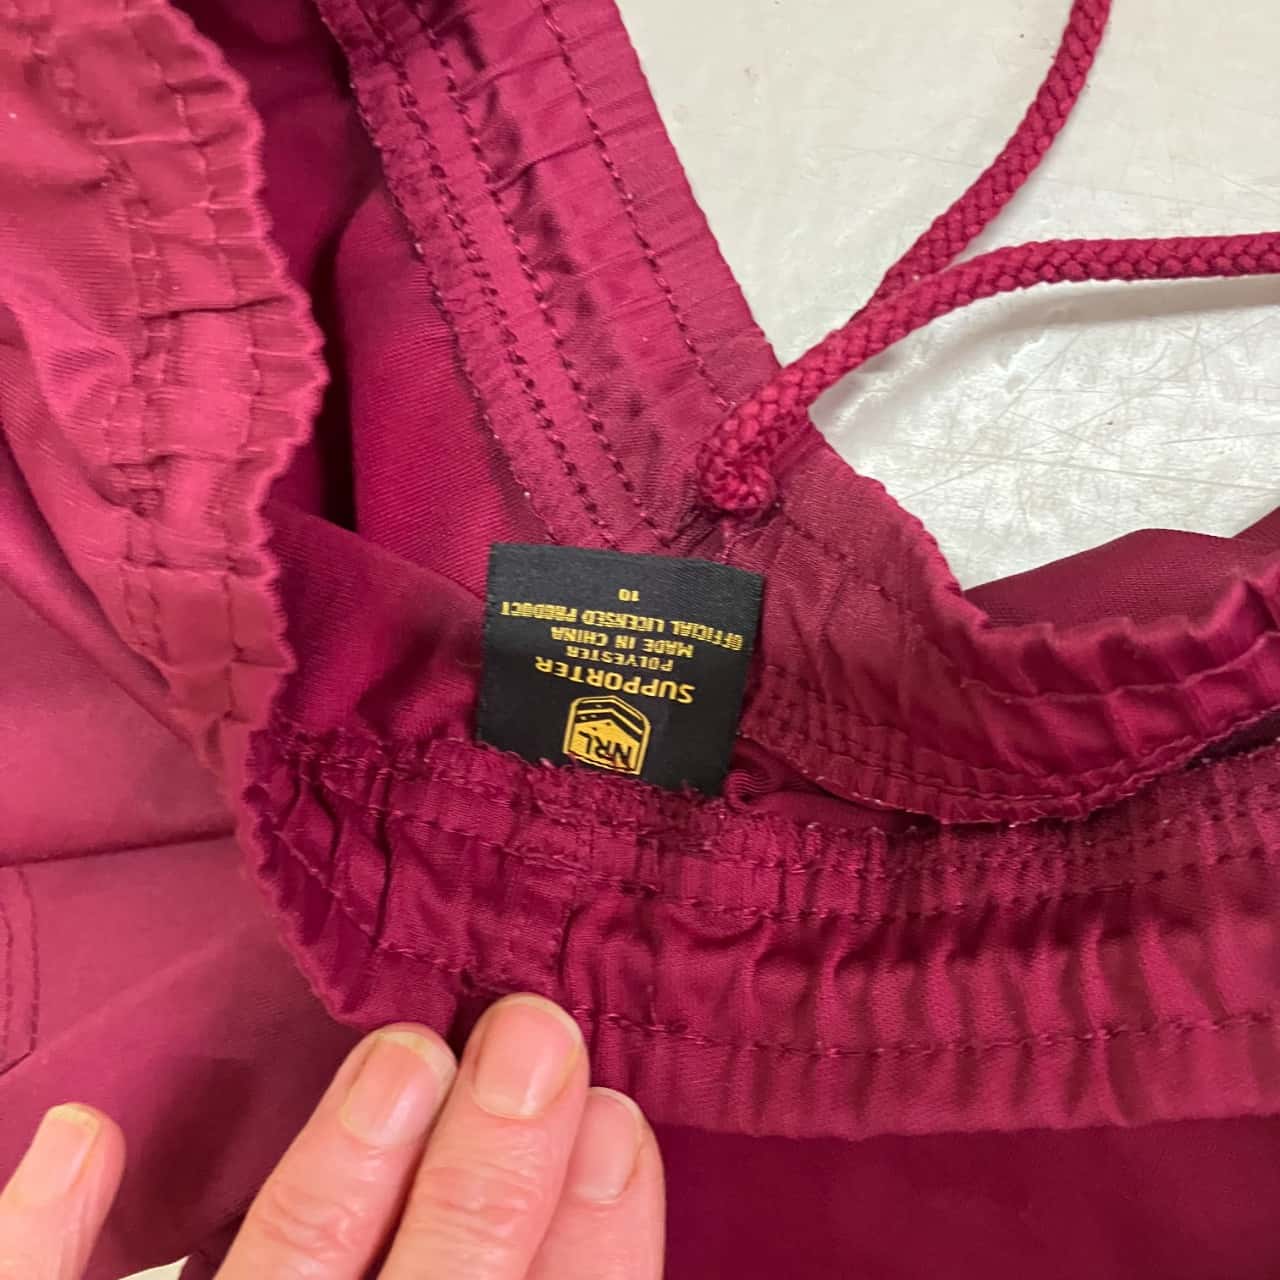 NRL
SUPPORTER
POLYESTER
MADE IN CHINA
OFFICIAL LICENSED PRODUCT
10